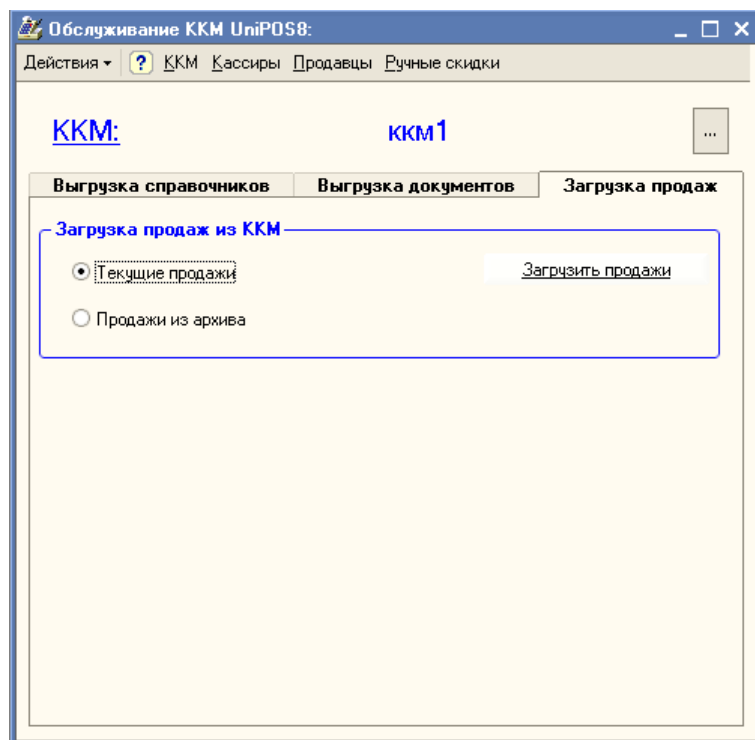 Обслуживание ККМ UniPOS8:
Действия ? ККМ Кассиры Продавцы Ручные скидки
ККМ: ккм1 ...
Выгрузка справочников Выгрузка документов Загрузка продаж
Загрузка продаж из ККМ
Текущие продажи Загрузить продажи
Продажи из архива